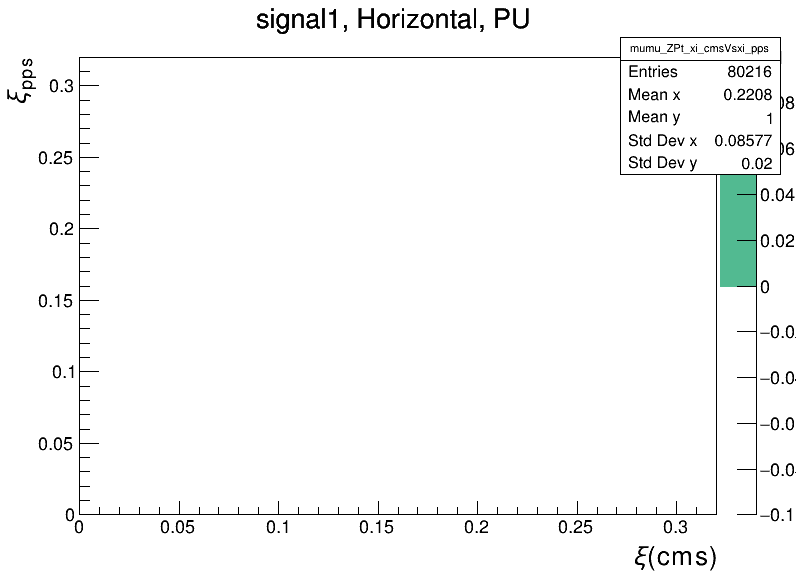 signal1, Horizontal, PU
mumu_ZPt_xi_cmsVsxi_pps
Entries 80216
Mean x 0.2208
Mean y 1
Std Dev x 0.08577
Std Dev y 0.02
ξpps
0.3
0.25
0.2
0.15
0.1
0.05
0
0 0.05 0.1 0.15 0.2 0.25 0.3
ξ(cms)
0.04
0.02
0
−0.1